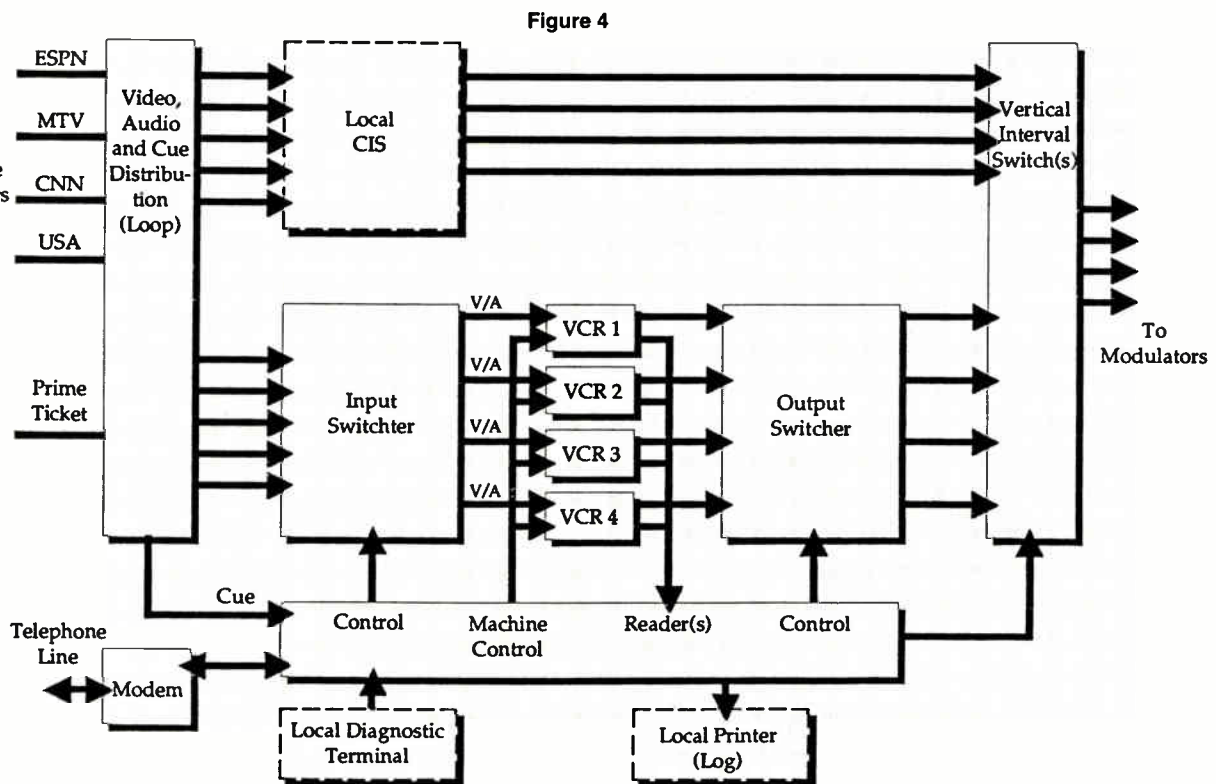 Figure 4
ESPN
MTV
CNN
USA
Prime
Ticket
Video,
Audio
and Cue
Distribu-
tion
(Loop)
Local
CIS
Vertical
Interval
Switch(s)
To
Modulators
Input
Switchter
V/A
V/A
V/A
V/A
VCR 1
VCR 2
VCR 3
VCR 4
Output
Switcher
Cue
Control
Machine
Control
Reader(s)
Control
Telephone
Line
Modem
Local Diagnostic
Terminal
Local Printer
(Log)